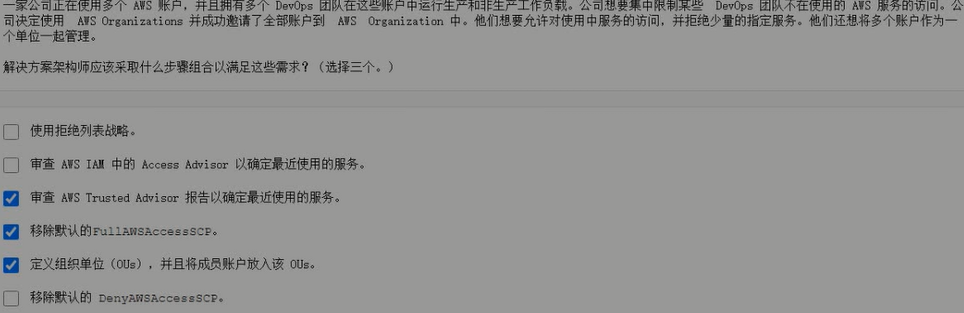 一家公司正在使用多个 AWS 账户，并且拥有多个 DevOps 团队在这些账户中运行生产和非生产工作负载。公司想要集中限制某些 DevOps 团队不在使用的 AWS 服务的访问。公
司决定使用 AWS Organizations 并成功邀请了全部账户到 AWS Organization 中。他们想要允许对使用中服务的访问，并拒绝少量的指定服务。他们还想将多个账户作为一
个单位一起管理。
解决方案架构师应该采取什么步骤组合以满足这些需求？（选择三个。）
使用拒绝列表战略。
审查 AWS IAM 中的 Access Advisor 以确定最近使用的服务。
审查 AWS Trusted Advisor 报告以确定最近使用的服务。
移除默认的FullAWSAccessSCP。
定义组织单位（OUs），并且将成员账户放入该 OUs。
移除默认的 DenyAWSAccessSCP。